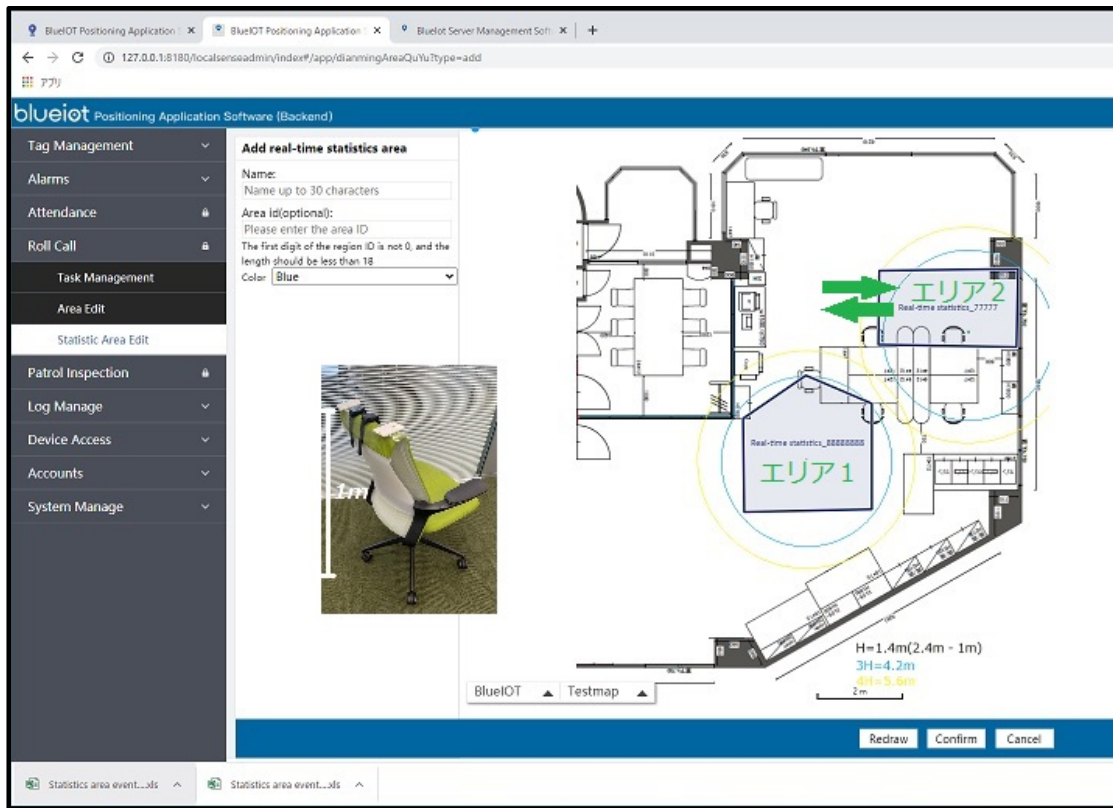 BlueIOT Positioning Application S
BlueIOT Positioning Application S
BlueIot Server Management Soft
127.0.0.1:8180/localsenseadmin/index#/app/dianmingAreaQuYu?type=add
アプリ
blueiot Positioning Application Software (Backend)
Tag Management
Alarms
Attendance
Roll Call
Task Management
Area Edit
Statistic Area Edit
Patrol Inspection
Log Manage
Device Access
Accounts
System Manage
Add real-time statistics area
Name:
Name up to 30 characters
Area id(optional):
Please enter the area ID
The first digit of the region ID is not 0, and the
length should be less than 18
Color Blue
1m
エリア2
Real-time statistics_77777
Real-time statistics_88888888
エリア1
H=1.4m(2.4m - 1m)
3H=4.2m
4H=5.6m
2 m
BlueIOT
Testmap
Redraw
Confirm
Cancel
Statistics area event....xls
Statistics area event....xls